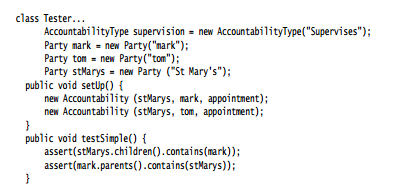 class Tester...
AccountabilityType supervision = new AccountabilityType("Supervises");
Party mark = new Party("mark");
Party tom = new Party("tom");
Party stMarys = new Party ("St Mary's");
public void setUp() {
new Accountability (stMarys, mark, appointment);
new Accountability (stMarys, tom, appointment);
}
public void testSimple() {
assert(stMarys.children().contains(mark));
assert(mark.parents().contains(stMarys));
}